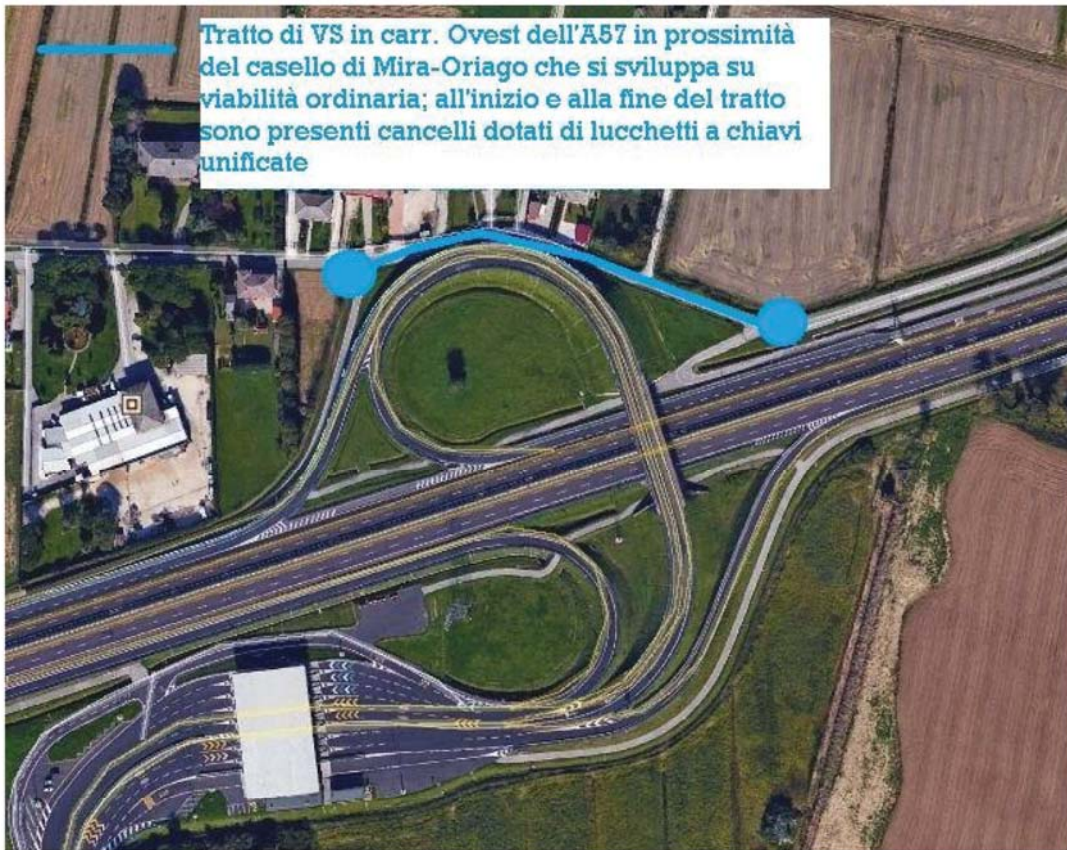 Tratto di VS in carr. Ovest dell'A57 in prossimità
del casello di Mira-Oriago che si sviluppa su
viabilità ordinaria; all'inizio e alla fine del tratto
sono presenti cancelli dotati di lucchetti a chiavi
unificate